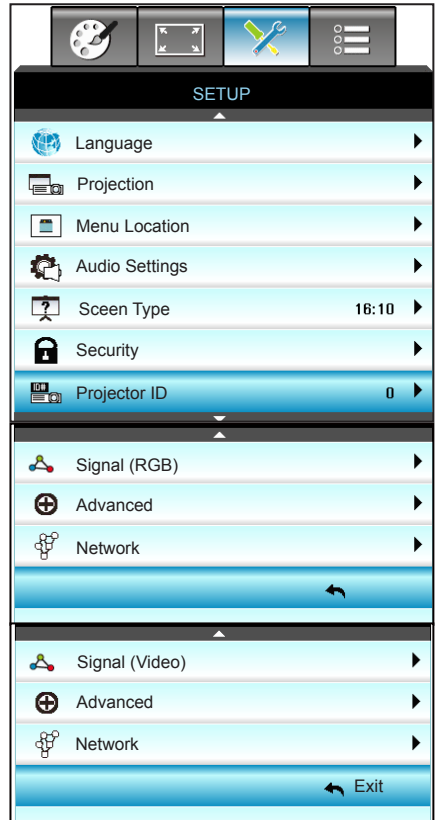 SETUP
Language
Projection
Menu Location
Audio Settings
Sceen Type 16:10
Security
ID# Projector ID 0
Signal (RGB)
Advanced
Network
Signal (Video)
Advanced
Network
Exit